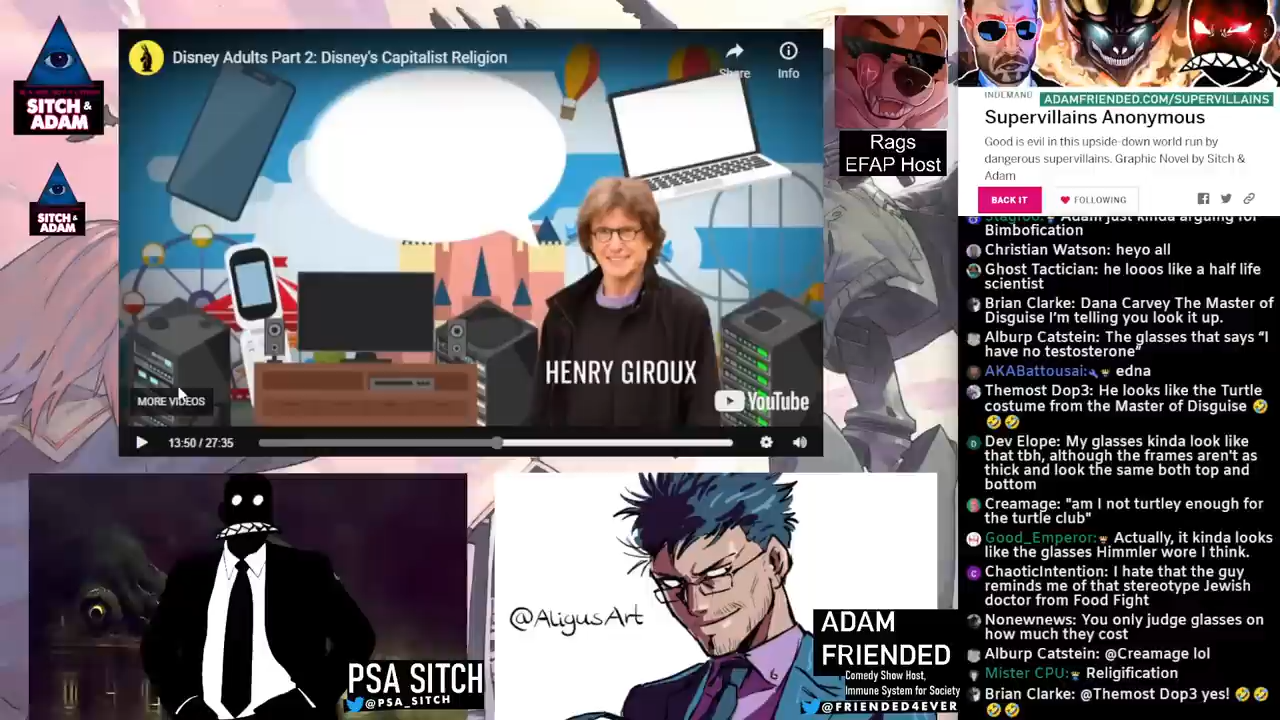 SITCH &
ADAM
SITCH &
ADAM
Disney Adults Part 2: Disney's Capitalist Religion
Share
Info
HENRY GIROUX
MORE VIDEOS
YouTube
13:50 / 27:35
Rags
EFAP Host
INDEMAND
ADAMFRIENDED.COM/SUPERVILLAINS
Supervillains Anonymous
Good is evil in this upside-down world run by
dangerous supervillains. Graphic Novel by Sitch &
Adam
BACK IT
FOLLOWING
Adam just kinda arguing for
Bimbofication
Christian Watson: heyo all
Ghost Tactician: he looos like a half life
scientist
Brian Clarke: Dana Carvey The Master of
Disguise I'm telling you look it up.
Alburp Catstein: The glasses that says “I
have no testosterone”
AKABattousai: edna
Themost Dop3: He looks like the Turtle
costume from the Master of Disguise 🤣
🤣🤣
Dev Elope: My glasses kinda look like
that tbh, although the frames aren't as
thick and look the same both top and
bottom
Creamage: "am I not turtley enough for
the turtle club"
Good_Emperor: Actually, it kinda looks
like the glasses Himmler wore I think.
ChaoticIntention: I hate that the guy
reminds me of that stereotype Jewish
doctor from Food Fight
Nonewnews: You only judge glasses on
how much they cost
Alburp Catstein: @Creamage lol
Mister CPU: Religification
Brian Clarke: @Themost Dop3 yes! 🤣🤣
🤣🤣
PSA SITCH
@PSA_SITCH
@AligusArt
ADAM
FRIENDED
Comedy Show Host,
Immune System for Society
@FRIENDED4EVER